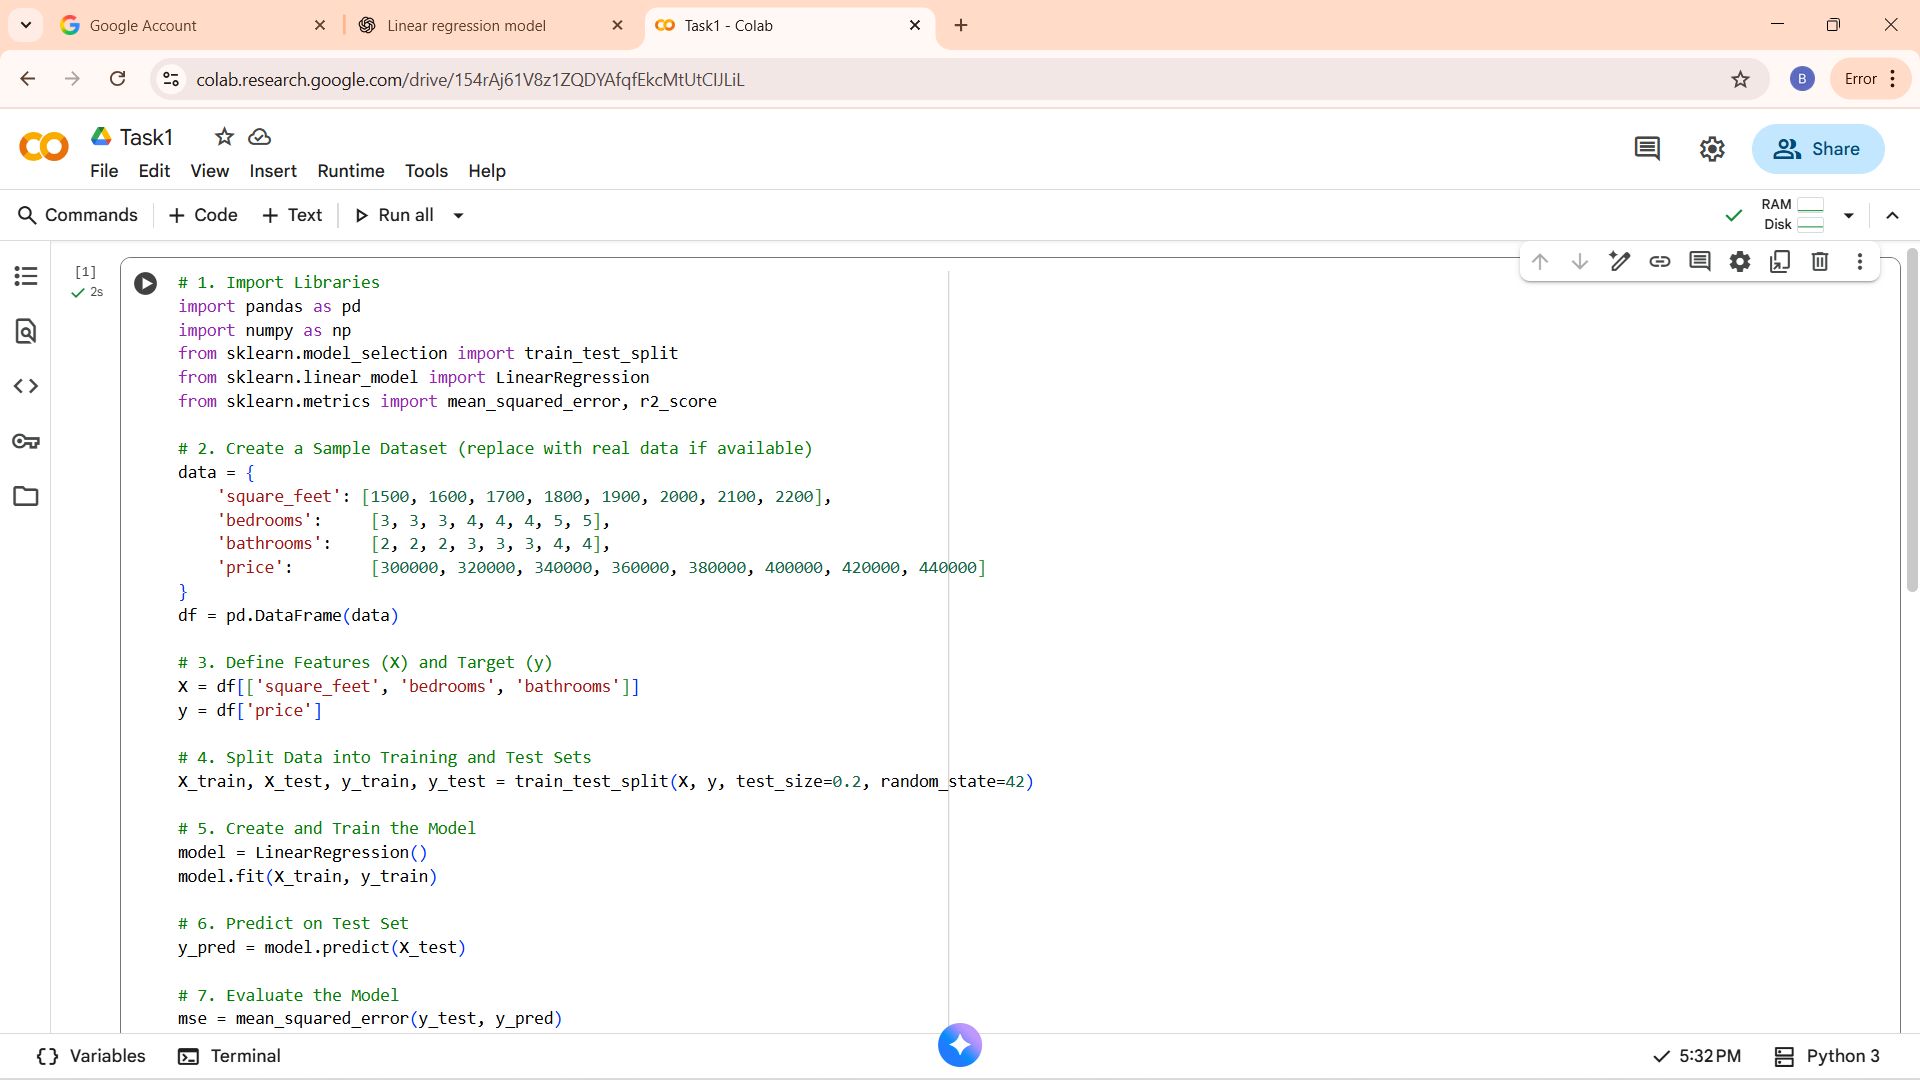 Google Account
Linear regression model
Task1 - Colab
colab.research.google.com/drive/154rAj61V8z1ZQDYAfqfEkcMtUtCIJLiL
B
Error
Task1
File Edit View Insert Runtime Tools Help
Share
Commands + Code + Text Run all
RAM
Disk
[1]
2s
# 1. Import Libraries
import pandas as pd
import numpy as np
from sklearn.model_selection import train_test_split
from sklearn.linear_model import LinearRegression
from sklearn.metrics import mean_squared_error, r2_score
# 2. Create a Sample Dataset (replace with real data if available)
data = {
    'square_feet': [1500, 1600, 1700, 1800, 1900, 2000, 2100, 2200],
    'bedrooms':     [3, 3, 3, 4, 4, 4, 5, 5],
    'bathrooms':    [2, 2, 2, 3, 3, 3, 4, 4],
    'price':        [300000, 320000, 340000, 360000, 380000, 400000, 420000, 440000]
}
df = pd.DataFrame(data)
# 3. Define Features (X) and Target (y)
X = df[['square_feet', 'bedrooms', 'bathrooms']]
y = df['price']
# 4. Split Data into Training and Test Sets
X_train, X_test, y_train, y_test = train_test_split(X, y, test_size=0.2, random_state=42)
# 5. Create and Train the Model
model = LinearRegression()
model.fit(X_train, y_train)
# 6. Predict on Test Set
y_pred = model.predict(X_test)
# 7. Evaluate the Model
mse = mean_squared_error(y_test, y_pred)
{} Variables Terminal
5:32 PM Python 3